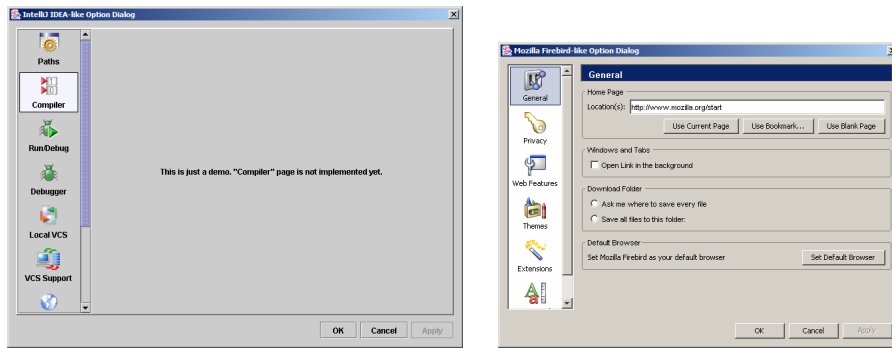 IntelliJ IDEA-like Option Dialog
Paths
Compiler
Run/Debug
Debugger
Local VCS
VCS Support
This is just a demo. "Compiler" page is not implemented yet.
OK Cancel Apply
Mozilla Firebird-like Option Dialog
General
Privacy
Web Features
Themes
Extensions
General
Home Page
Location(s): http://www.mozilla.org/start
Use Current Page Use Bookmark... Use Blank Page
Windows and Tabs
Open Link in the background
Download Folder
Ask me where to save every file
Save all files to this folder:
Default Browser
Set Mozilla Firebird as your default browser Set Default Browser
OK Cancel Apply